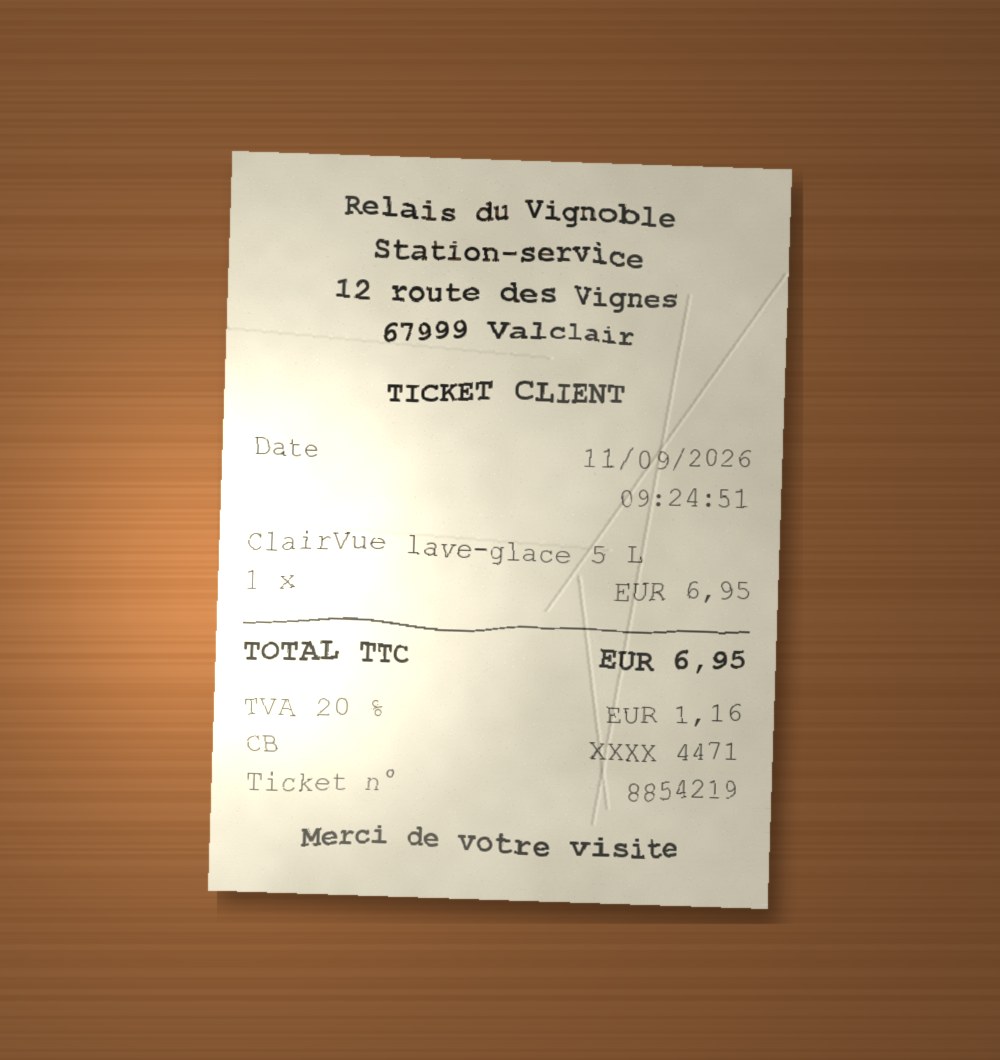 Relais du Vignoble
Station-service
12 route des Vignes
67999 Valclair
TICKET CLIENT
Date 11/09/2026
09:24:51
ClairVue lave-glace 5 L
1 x EUR 6,95
TOTAL TTC EUR 6,95
TVA 20 % EUR 1,16
CB XXXX 4471
Ticket n° 8854219
Merci de votre visite